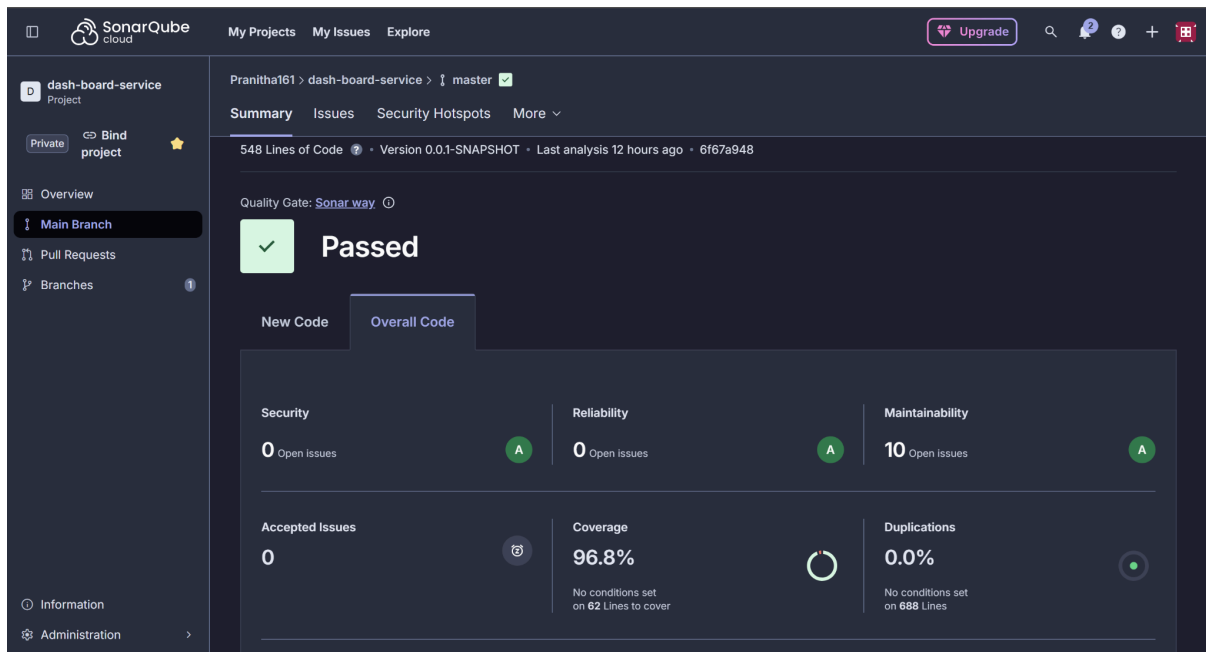 SonarQube
cloud
My Projects My Issues Explore
Upgrade
2
D
dash-board-service
Project
Private
Bind
project
Overview
Main Branch
Pull Requests
Branches 1
Information
Administration
Pranitha161 > dash-board-service > master
Summary Issues Security Hotspots More
548 Lines of Code ? • Version 0.0.1-SNAPSHOT • Last analysis 12 hours ago • 6f67a948
Quality Gate: Sonar way
Passed
New Code Overall Code
Security Reliability Maintainability
0 Open issues A 0 Open issues A 10 Open issues A
Accepted Issues Coverage Duplications
0 96.8% 0.0%
No conditions set No conditions set
on 62 Lines to cover on 688 Lines